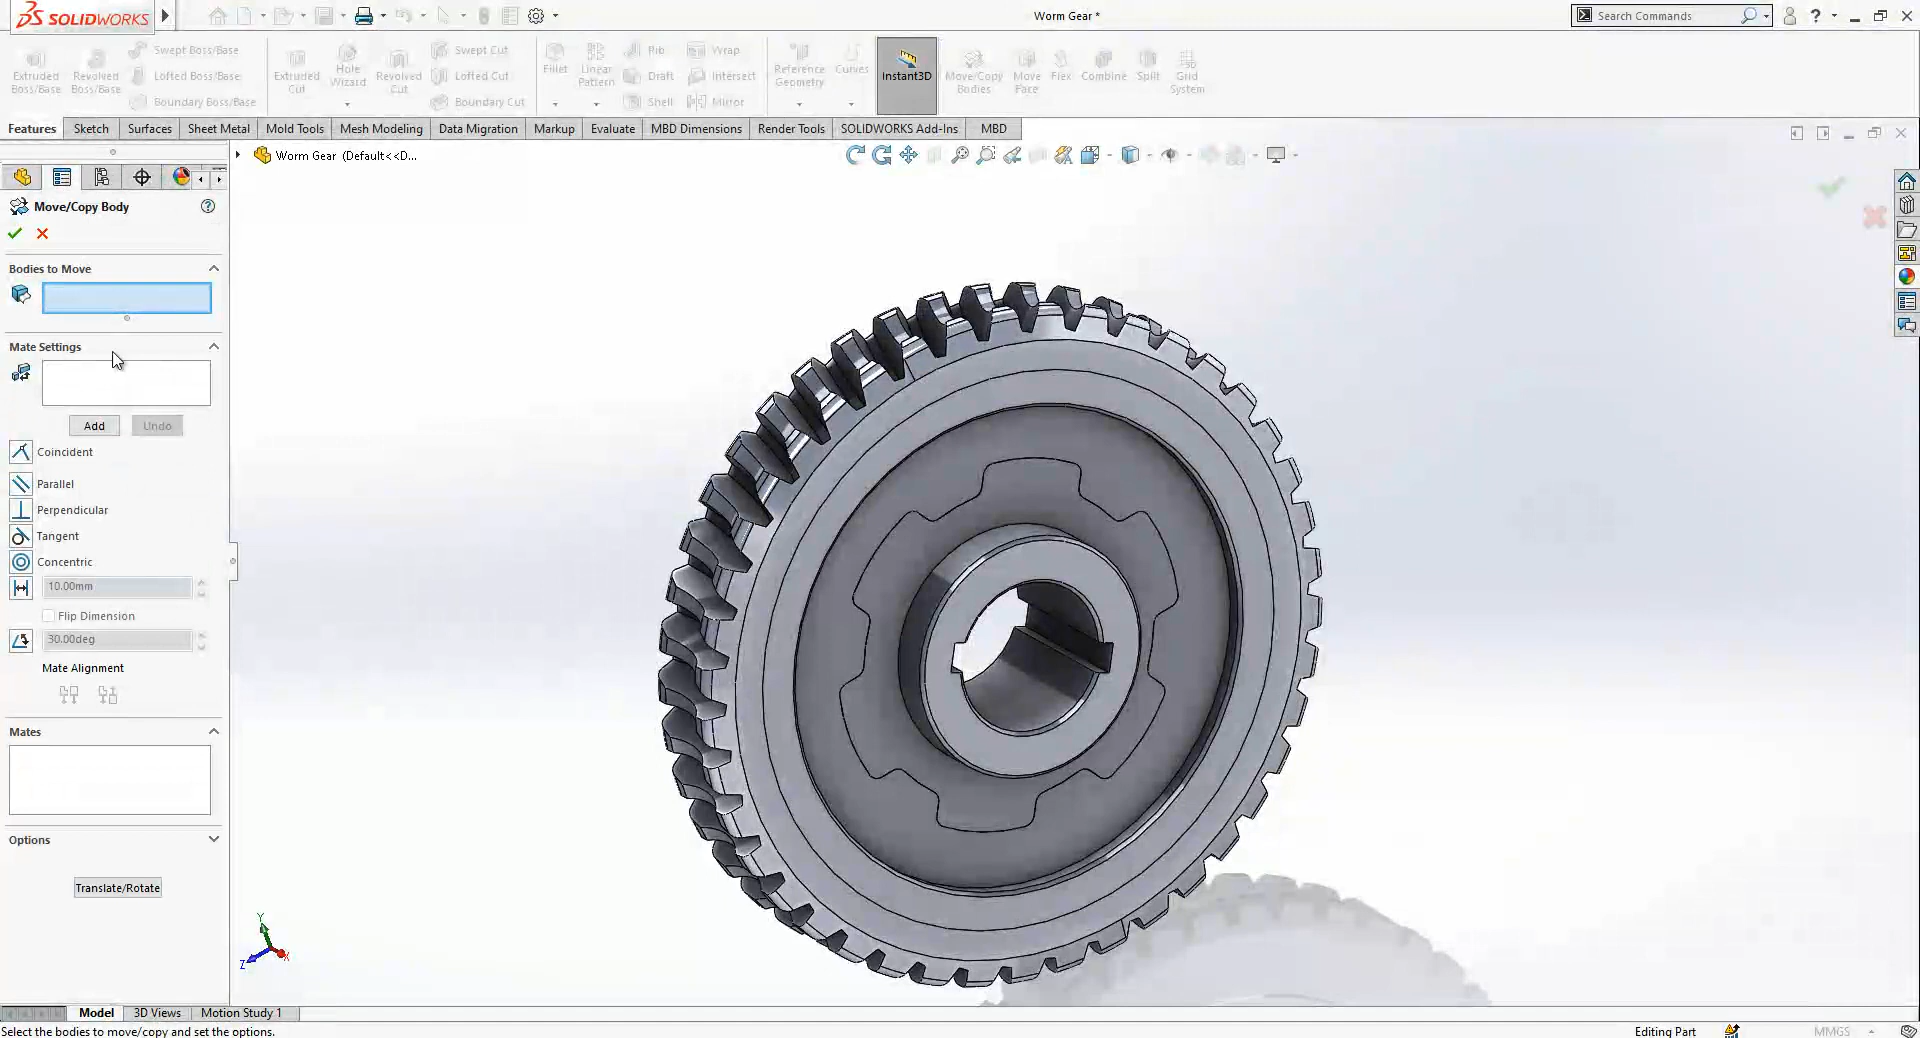 SOLIDWORKS
Worm Gear *
Search Commands
Extruded Boss/Base
Revolved Boss/Base
Swept Boss/Base
Lofted Boss/Base
Boundary Boss/Base
Extruded Cut
Hole Wizard
Revolved Cut
Swept Cut
Lofted Cut
Boundary Cut
Fillet
Linear Pattern
Rib
Draft
Shell
Wrap
Intersect
Mirror
Reference Geometry
Curves
Instant3D
Move/Copy Bodies
Move Face
Flex
Combine
Split
3D Grid System
Features
Sketch
Surfaces
Sheet Metal
Mold Tools
Mesh Modeling
Data Migration
Markup
Evaluate
MBD Dimensions
Render Tools
SOLIDWORKS Add-Ins
MBD
Worm Gear (Default<<D...
Move/Copy Body
Bodies to Move
Mate Settings
Add
Undo
Coincident
Parallel
Perpendicular
Tangent
Concentric
10.00mm
Flip Dimension
30.00deg
Mate Alignment
Mates
Options
Translate/Rotate
Y
Z
X
Model
3D Views
Motion Study 1
Select the bodies to move/copy and set the options.
Editing Part
MMGS